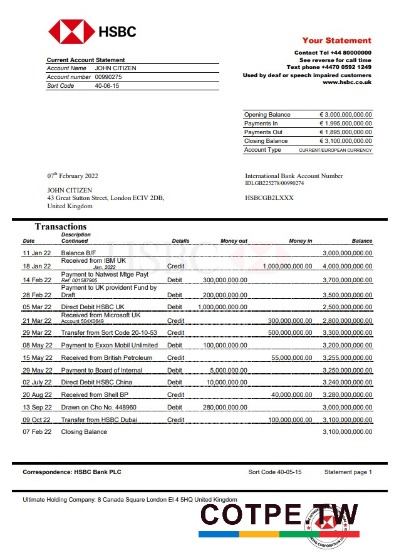 HSBC
Your Statement
Contact Tel +44 80000000
See reverse for call time
Text phone +4470 0592 1249
Used by deaf or speech impaired customers
www.hsbc.co.uk
Current Account Statement
Account Name JOHN CITIZEN
Account number 00990275
Sort Code 40-06-15
Opening Balance € 3,000,000,000.00
Payments In € 1,995,000,000.00
Payments Out € 1,895,000,000.00
Closing Balance € 3,100,000,000.00
Account Type CURRENT/EUROPEAN CURRENCY
07th February 2022
International Bank Account Number
JOHN CITIZEN
43 Great Sutton Street, London ECIV 2DB,
United Kingdom
HSBCGB2LXXX
Transactions
Date Description Continued Details Money out Money in Balance
11 Jan 22 Balance B/F 3,000,000,000.00
18 Jan 22 Received from IBM UK Jan, 2022 Credit 1,000,000,000.00 4,000,000,000.00
14 Feb 22 Payment to Natwest Mtge Payt Debit 300,000,000.00 3,700,000,000.00
28 Feb 22 Payment to UK provident Fund by Draft Debit 200,000,000.00 3,500,000,000.00
05 Mar 22 Direct Debit HSBC UK Debit 1,000,000,000.00 2,500,000,000.00
21 Mar 22 Received from Microsoft UK Credit 300,000,000.00 2,800,000,000.00
29 Mar 22 Transfer from Sort Code 20-10-53 Credit 500,000,000.00 3,300,000,000.00
08 May 22 Payment to Exxon Mobil Unlimited Debit 100,000,000.00 3,200,000,000.00
15 May 22 Received from British Petroleum Credit 55,000,000.00 3,255,000,000.00
29 May 22 Payment to Board of Internal Debit 5,000,000.00 3,250,000,000.00
02 July 22 Direct Debit HSBC China Debit 10,000,000.00 3,240,000,000.00
20 Aug 22 Received from Shell BP Credit 40,000,000.00 3,280,000,000.00
13 Sep 22 Drawn on Cho No. 448960 Debit 280,000,000.00 3,000,000,000.00
09 Oct 22 Transfer from HSBC Dubai Credit 100,000,000.00 3,100,000,000.00
07 Feb 22 Closing Balance 3,100,000,000.00
Correspondence: HSBC Bank PLC Sort Code 40-05-15 Statement page 1
Ultimate Holding Company: 8 Canada Square London EI 4 5HQ United Kingdom
COTPE.TW